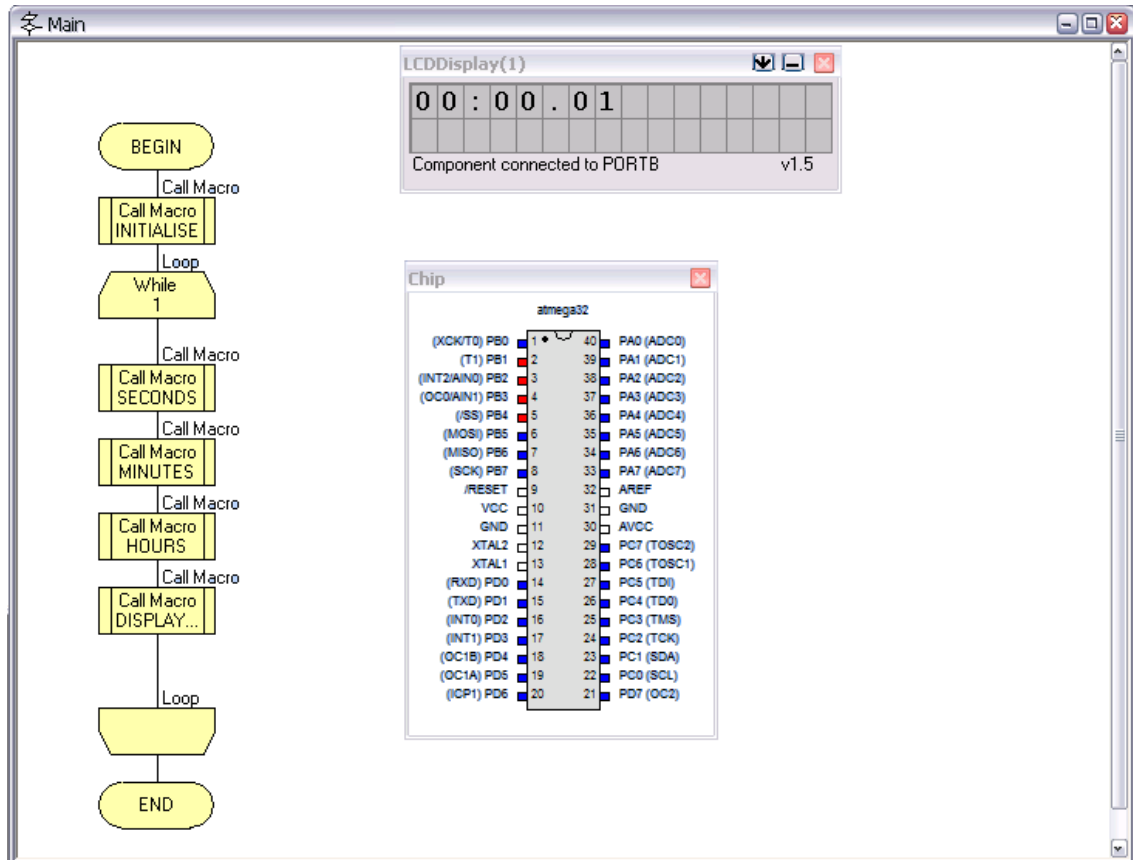 Main
BEGIN
Call Macro
Call Macro
INITIALISE
Loop
While
1
Call Macro
Call Macro
SECONDS
Call Macro
Call Macro
MINUTES
Call Macro
Call Macro
HOURS
Call Macro
Call Macro
DISPLAY...
Loop
END
LCDDisplay(1)
00:00.01
Component connected to PORTB v1.5
Chip
atmega32
(XCK/T0) PB0 1 40 PA0 (ADC0)
(T1) PB1 2 39 PA1 (ADC1)
(INT2/AIN0) PB2 3 38 PA2 (ADC2)
(OC0/AIN1) PB3 4 37 PA3 (ADC3)
(/SS) PB4 5 36 PA4 (ADC4)
(MOSI) PB5 6 35 PA5 (ADC5)
(MISO) PB6 7 34 PA6 (ADC6)
(SCK) PB7 8 33 PA7 (ADC7)
/RESET 9 32 AREF
VCC 10 31 GND
GND 11 30 AVCC
XTAL2 12 29 PC7 (TOSC2)
XTAL1 13 28 PC6 (TOSC1)
(RXD) PD0 14 27 PC5 (TDI)
(TXD) PD1 15 26 PC4 (TD0)
(INT0) PD2 16 25 PC3 (TMS)
(INT1) PD3 17 24 PC2 (TCK)
(OC1B) PD4 18 23 PC1 (SDA)
(OC1A) PD5 19 22 PC0 (SCL)
(ICP1) PD6 20 21 PD7 (OC2)